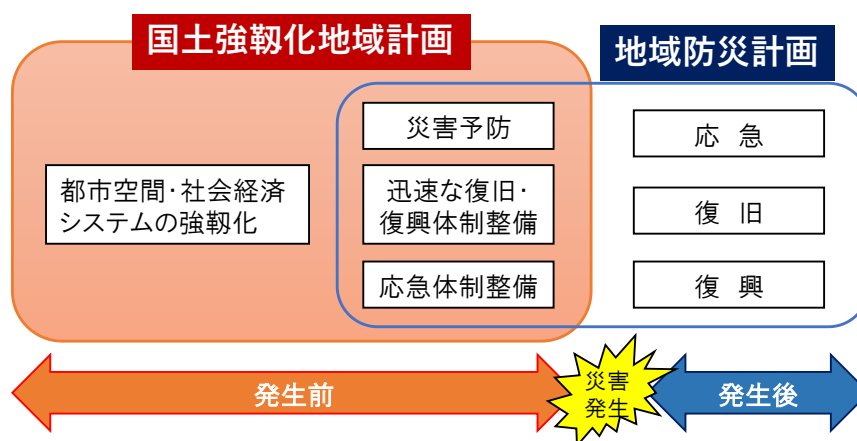 国土強靱化地域計画
地域防災計画
災害予防
応 急
都市空間・社会経済
システムの強靱化
迅速な復旧・
復興体制整備
復 旧
応急体制整備
復 興
発生前
災害
発生
発生後